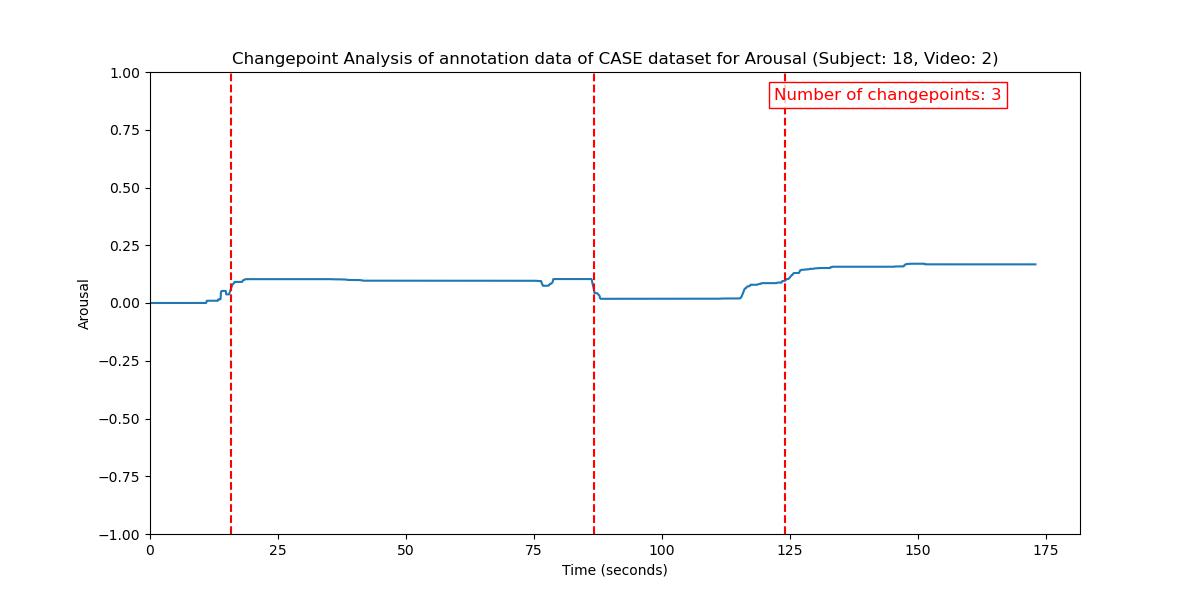 Changepoint Analysis of annotation data of CASE dataset for Arousal (Subject: 18, Video: 2)
Number of changepoints: 3
1.00
0.75
0.50
0.25
0.00
−0.25
−0.50
−0.75
−1.00
Arousal
0 25 50 75 100 125 150 175
Time (seconds)